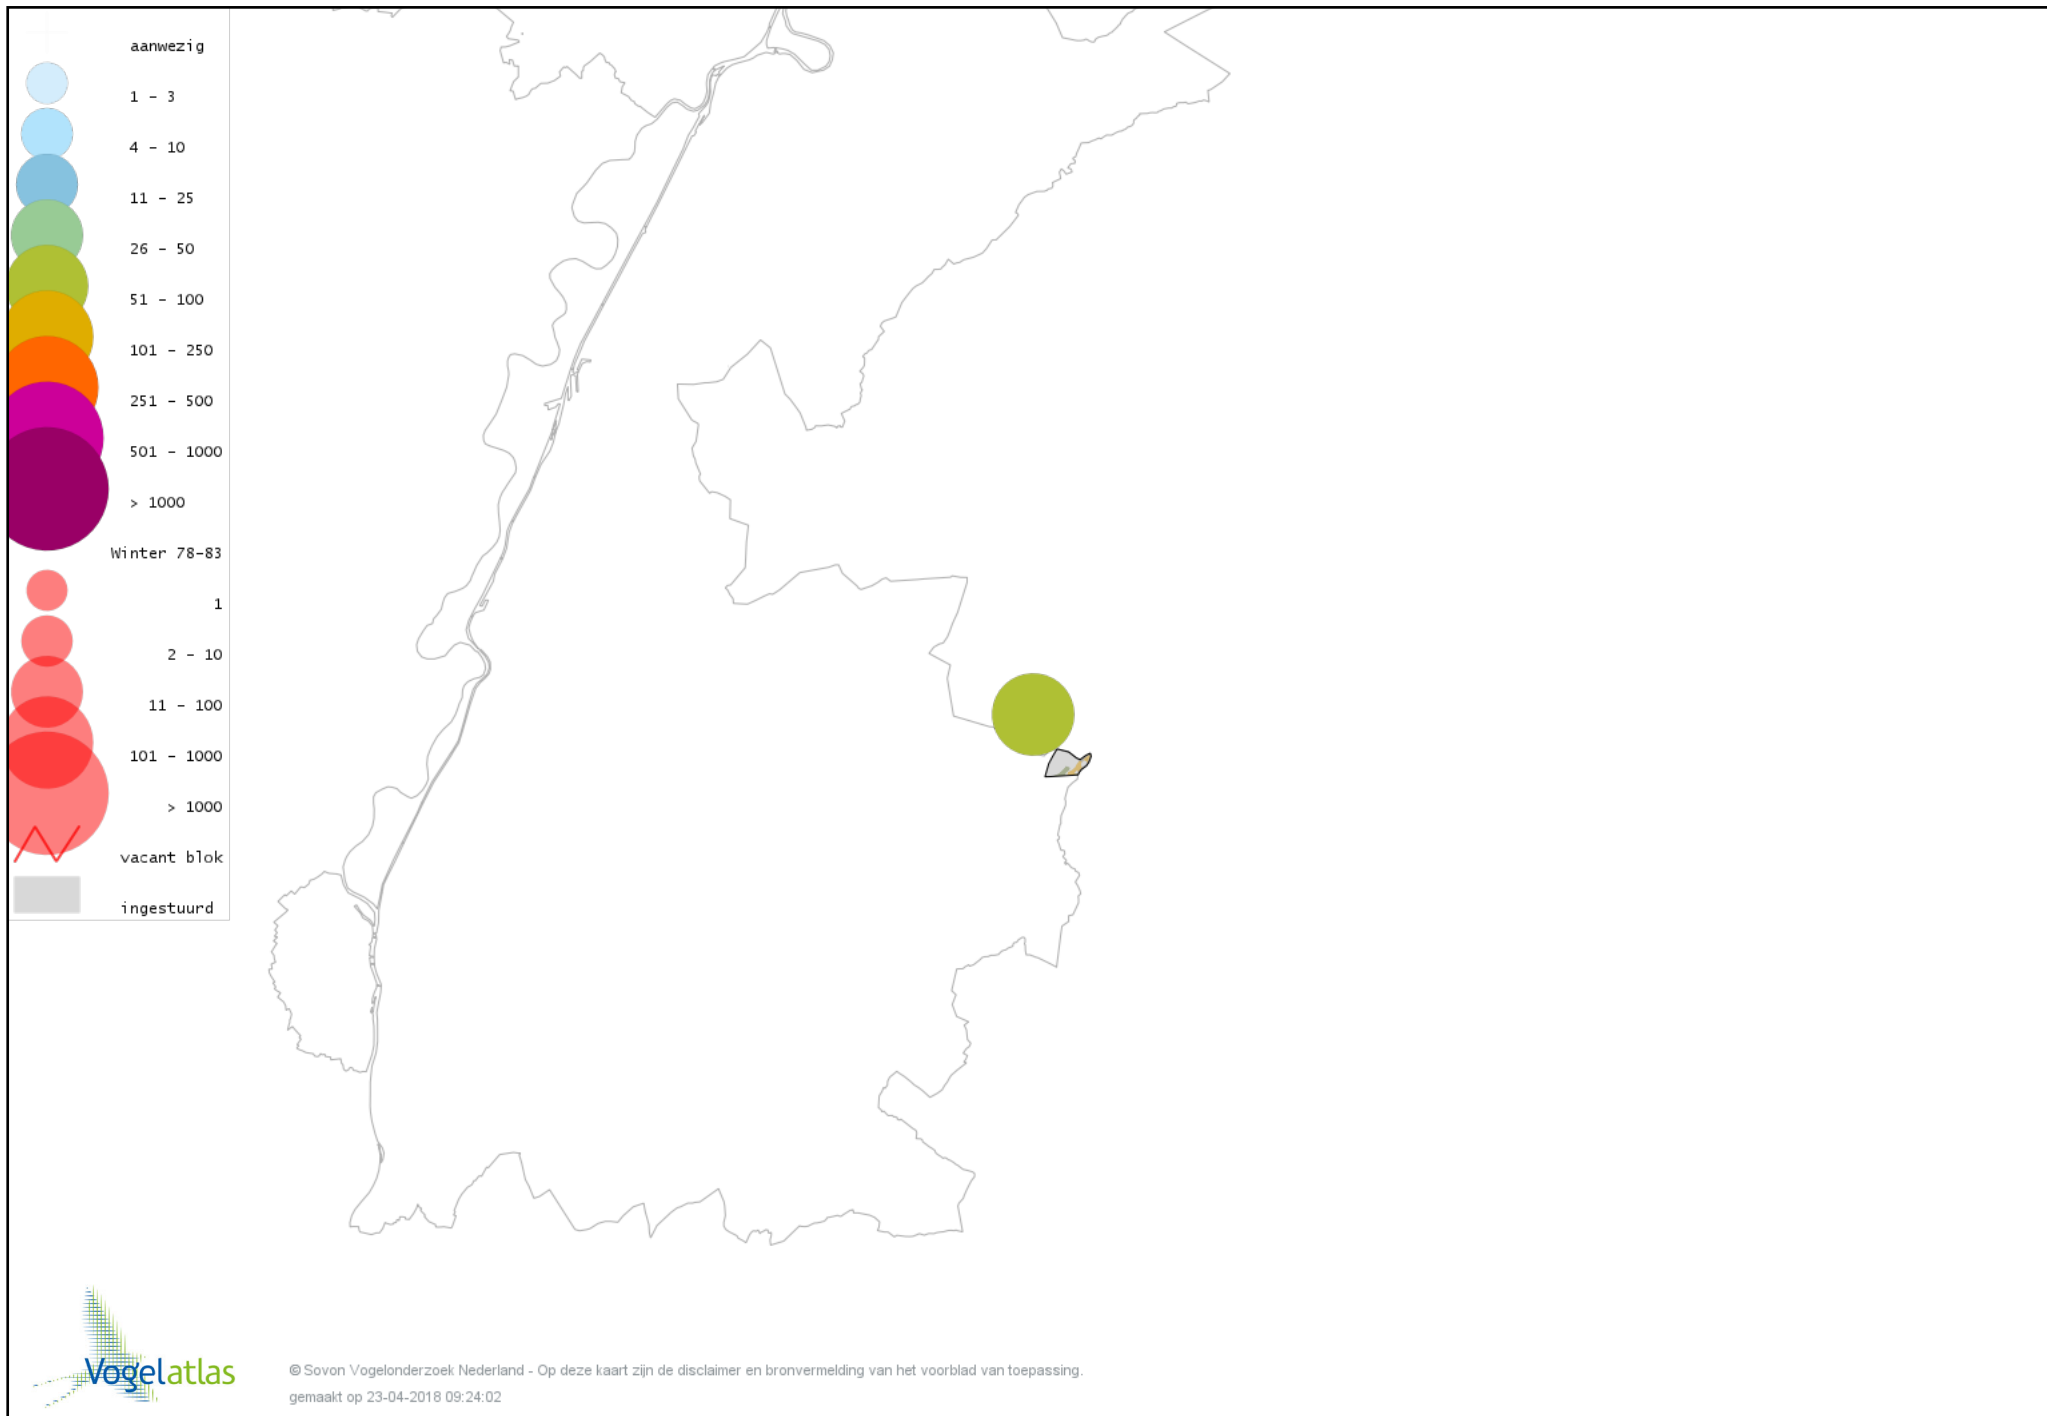 aanwezig
1 - 3
4 - 10
11 - 25
26 - 50
51 - 100
101 - 250
251 - 500
501 - 1000
> 1000
Winter 78-83
1
2 - 10
11 - 100
101 - 1000
> 1000
vacant blok
ingestuurd
Vogelatlas
© Sovon Vogelonderzoek Nederland - Op deze kaart zijn de disclaimer en bronvermelding van het voorblad van toepassing.
gemaakt op 23-04-2018 09:24:02